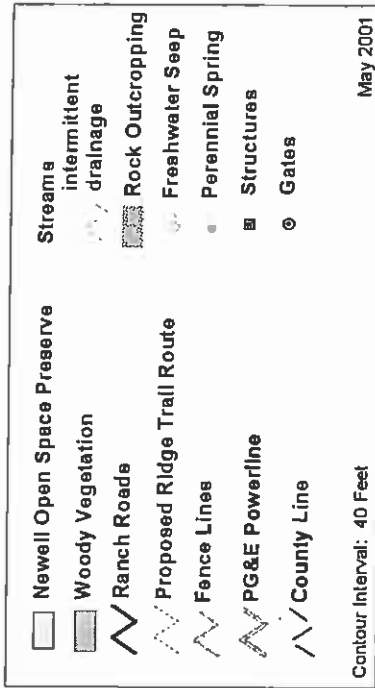 Newell Open Space Preserve
Woody Vegetation
Ranch Roads
Proposed Ridge Trail Route
Fence Lines
PG&E Powerline
County Line
Contour Interval: 40 Feet
Streams
intermittent
drainage
Rock Outcropping
Freshwater Seep
Perennial Spring
Structures
Gates
May 2001